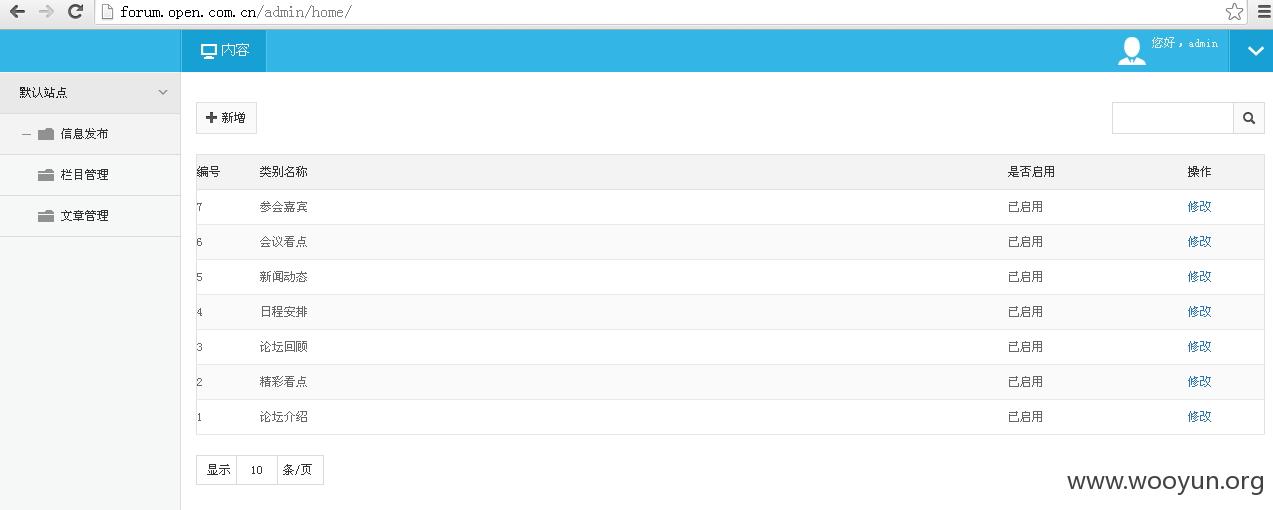 forum.open.com.cn/admin/home/
内容
您好，admin
默认站点
信息发布
栏目管理
文章管理
新增
编号 类别名称 是否启用 操作
7 参会嘉宾 已启用 修改
6 会议看点 已启用 修改
5 新闻动态 已启用 修改
4 日程安排 已启用 修改
3 论坛回顾 已启用 修改
2 精彩看点 已启用 修改
1 论坛介绍 已启用 修改
显示 10 条/页
www.wooyun.org